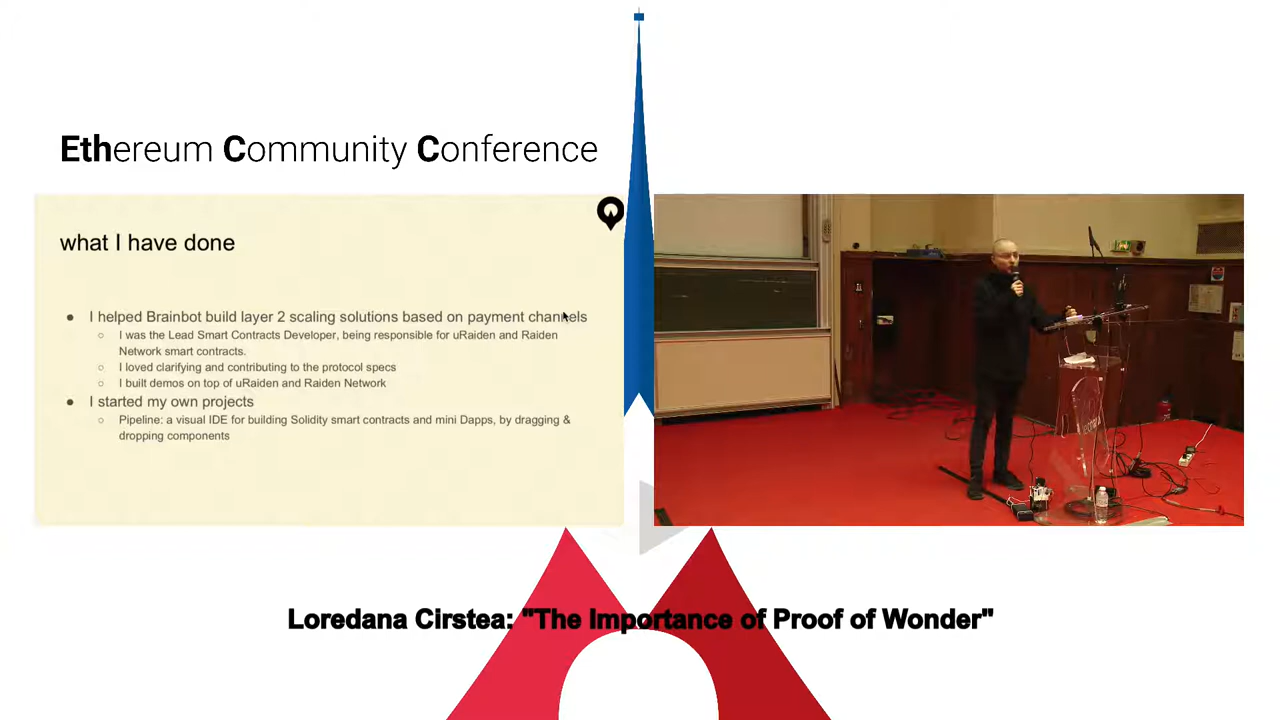 Ethereum Community Conference
what I have done
● I helped Brainbot build layer 2 scaling solutions based on payment channels
○ I was the Lead Smart Contracts Developer, being responsible for uRaiden and Raiden
Network smart contracts.
○ I loved clarifying and contributing to the protocol specs
○ I built demos on top of uRaiden and Raiden Network
● I started my own projects
○ Pipeline: a visual IDE for building Solidity smart contracts and mini Dapps, by dragging &
dropping components
Loredana Cirstea: "The Importance of Proof of Wonder"